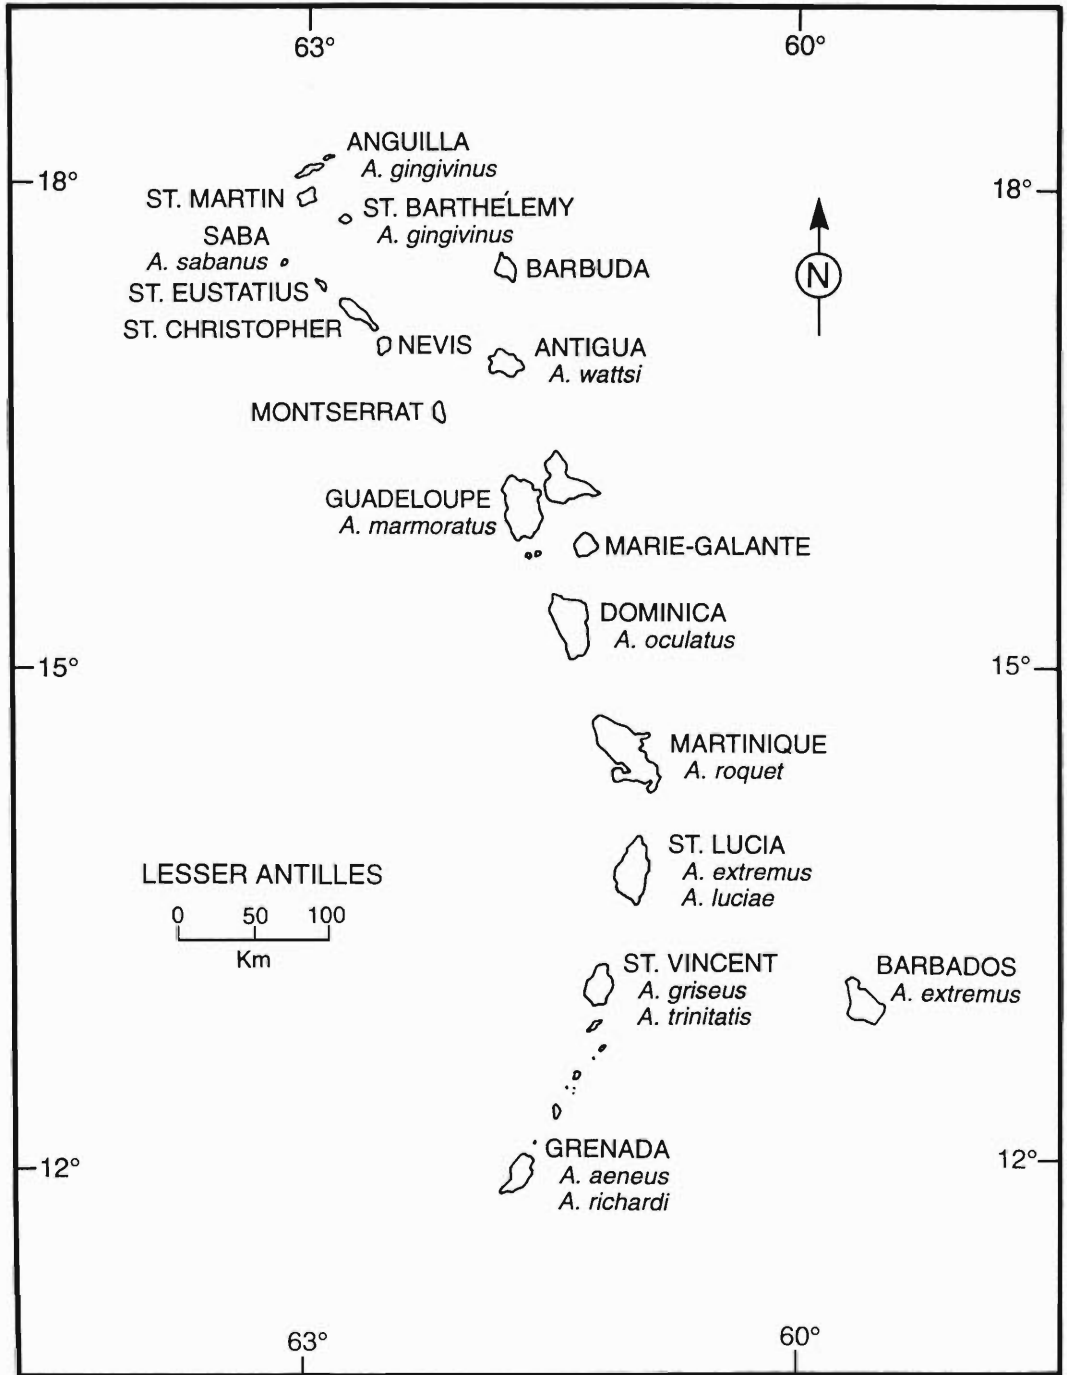 63°
60°
ANGUILLA
A. gingivinus
18°
18°
ST. MARTIN
ST. BARTHÉLEMY
A. gingivinus
SABA
A. sabanus
BARBUDA
N
ST. EUSTATIUS
ST. CHRISTOPHER
NEVIS
ANTIGUA
A. wattsi
MONTSERRAT
GUADELOUPE
A. marmoratus
MARIE-GALANTE
DOMINICA
A. oculatus
15°
15°
MARTINIQUE
A. roquet
ST. LUCIA
A. extremus
A. luciae
LESSER ANTILLES
0 50 100
Km
ST. VINCENT
A. griseus
A. trinitatis
BARBADOS
A. extremus
GRENADA
A. aeneus
A. richardi
12°
12°
63°
60°